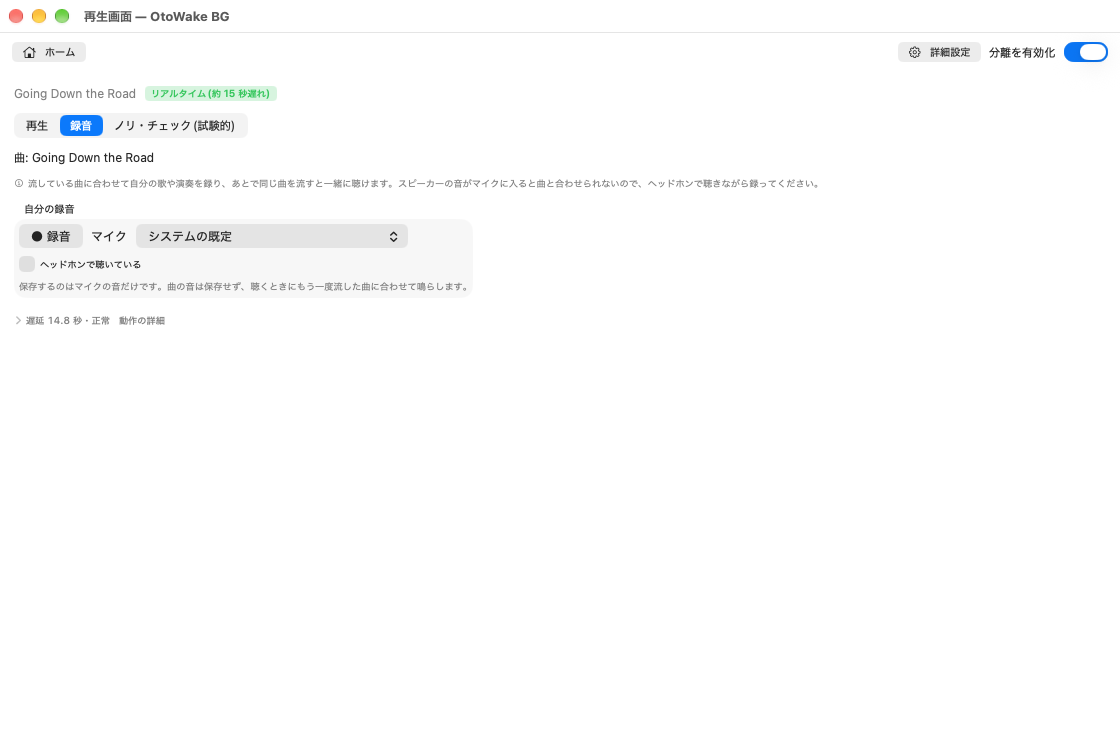 再生画面 — OtoWake BG
ホーム
詳細設定 分離を有効化
Going Down the Road リアルタイム (約 15 秒遅れ)
再生 録音 ノリ・チェック (試験的)
曲: Going Down the Road
流している曲に合わせて自分の歌や演奏を録り、あとで同じ曲を流すと一緒に聴けます。スピーカーの音がマイクに入ると曲と合わせられないので、ヘッドホンで聴きながら録ってください。
自分の録音
録音 マイク システムの既定
ヘッドホンで聴いている
保存するのはマイクの音だけです。曲の音は保存せず、聴くときにもう一度流した曲に合わせて鳴らします。
遅延 14.8 秒・正常 動作の詳細